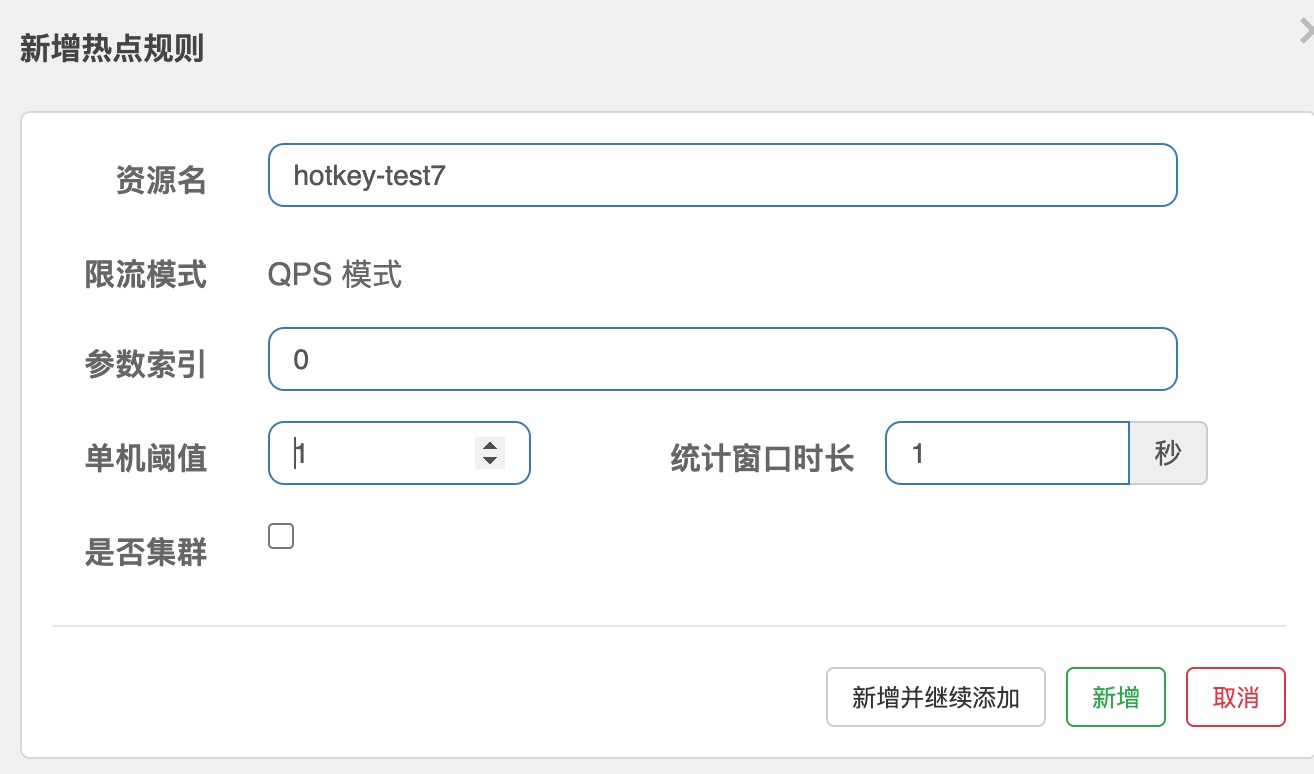 新增热点规则
资源名 hotkey-test7
限流模式 QPS 模式
参数索引 0
单机阈值 1 统计窗口时长 1 秒
是否集群
新增并继续添加 新增 取消